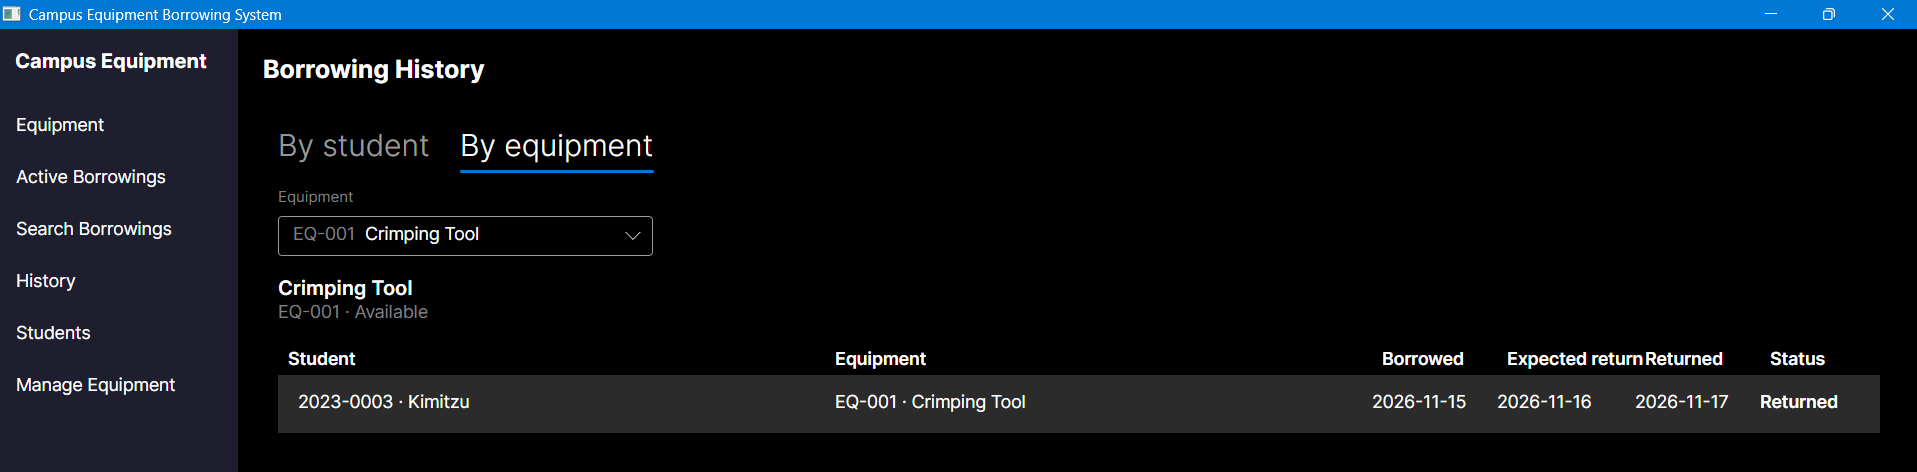 Campus Equipment Borrowing System
Campus Equipment
Equipment
Active Borrowings
Search Borrowings
History
Students
Manage Equipment
Borrowing History
By student By equipment
Equipment
EQ-001 Crimping Tool
Crimping Tool
EQ-001 · Available
Student Equipment Borrowed Expected return Returned Status
2023-0003 · Kimitzu EQ-001 · Crimping Tool 2026-11-15 2026-11-16 2026-11-17 Returned